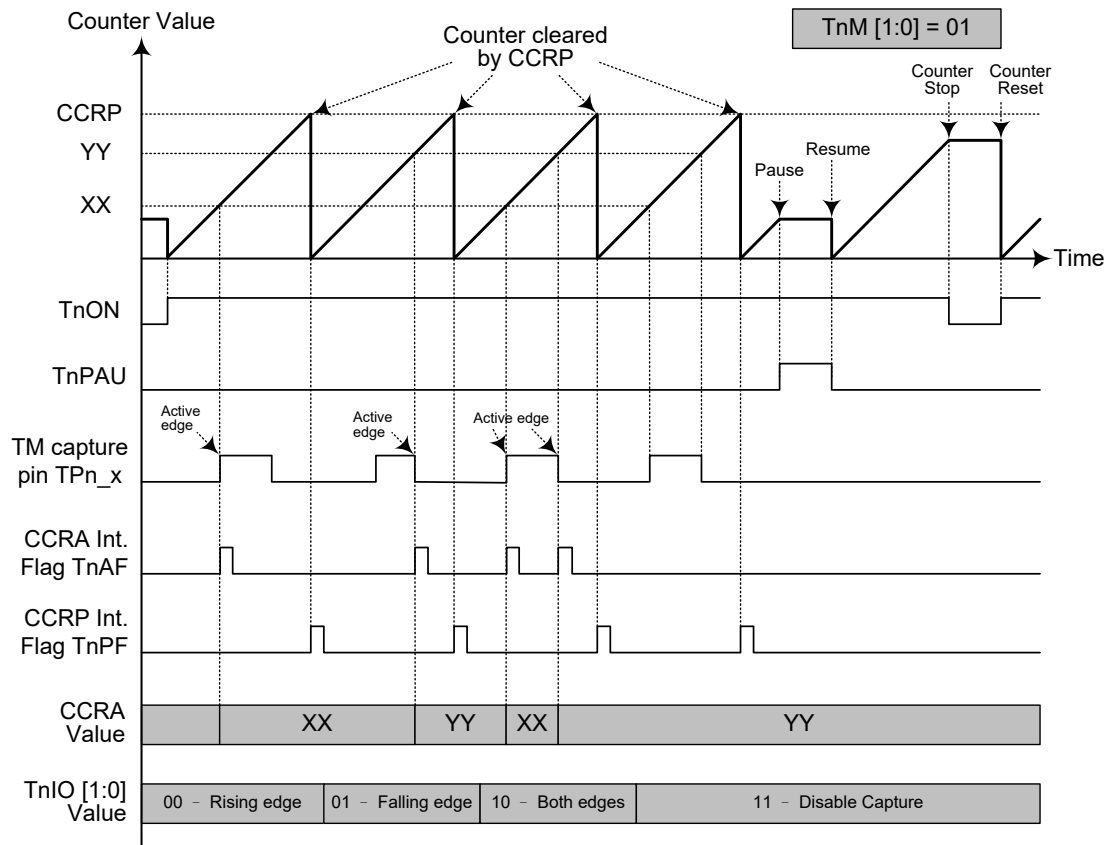 Counter Value
TnM [1:0] = 01
Counter cleared
by CCRP
Counter
Stop
Counter
Reset
CCRP
YY
XX
Pause
Resume
Time
TnON
TnPAU
Active
edge
Active
edge
Active edge
TM capture
pin TPn_x
CCRA Int.
Flag TnAF
CCRP Int.
Flag TnPF
CCRA
Value
XX
YY
XX
YY
TnIO [1:0]
Value
00 - Rising edge
01 - Falling edge
10 - Both edges
11 - Disable Capture